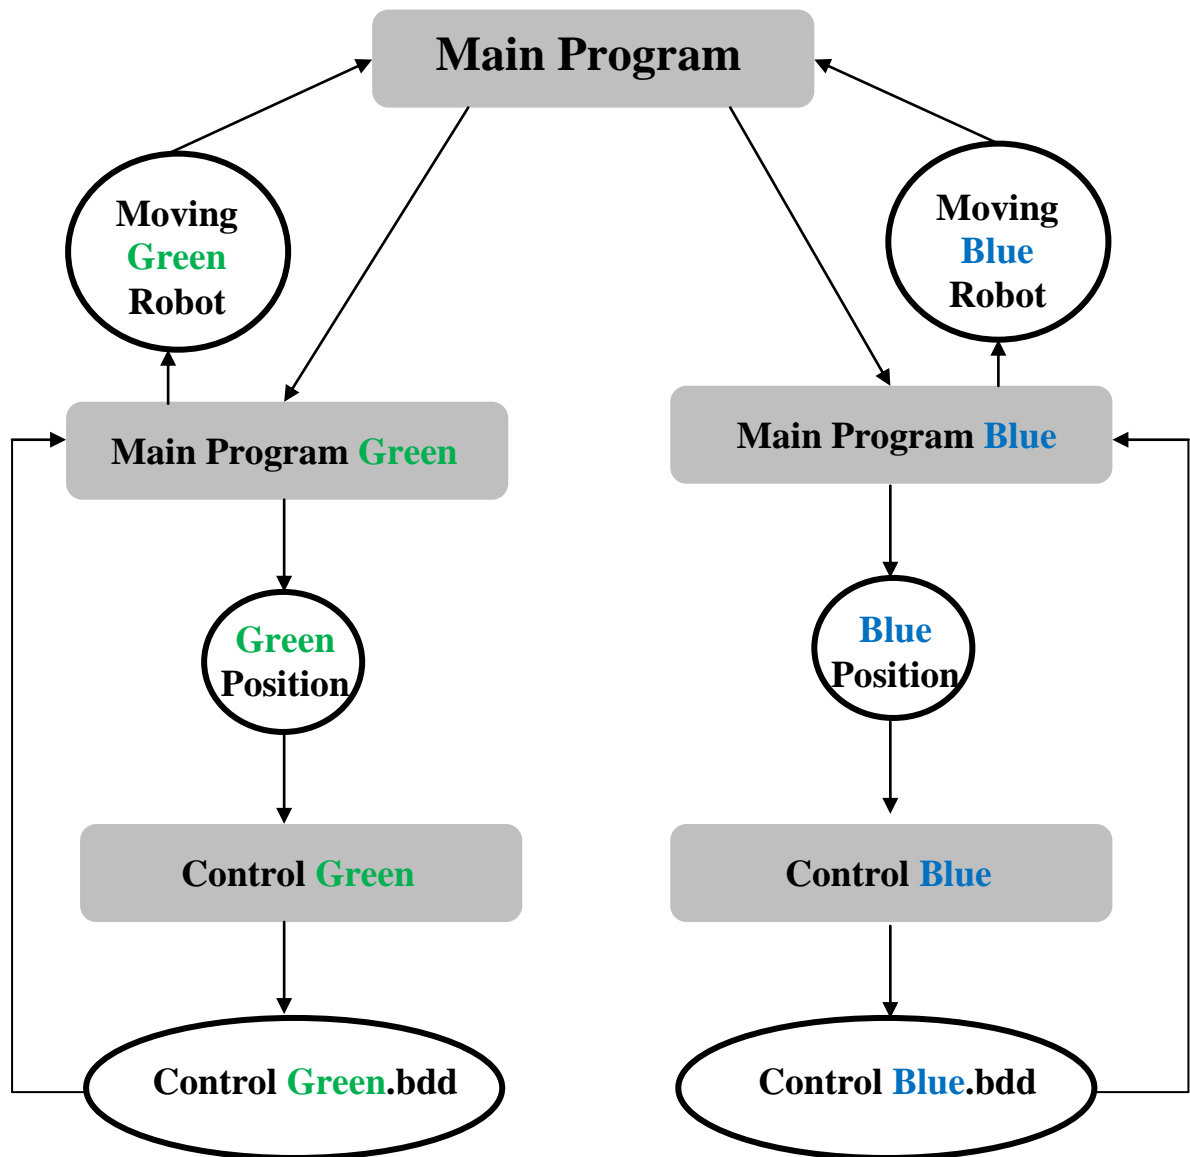 Main Program
Moving
Green
Robot
Moving
Blue
Robot
Main Program Green
Main Program Blue
Green
Position
Blue
Position
Control Green
Control Blue
Control Green.bdd
Control Blue.bdd